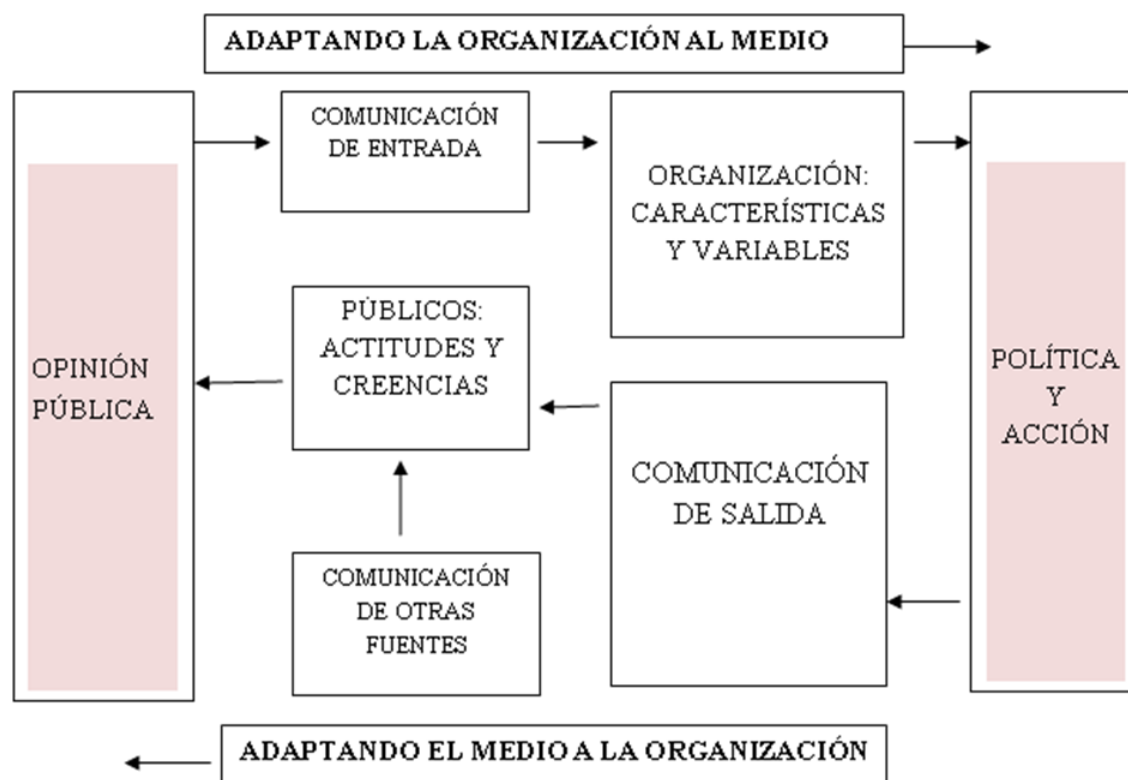 ADAPTANDO LA ORGANIZACIÓN AL MEDIO
COMUNICACIÓN
DE ENTRADA
ORGANIZACIÓN:
CARACTERÍSTICAS
Y VARIABLES
PÚBLICOS:
ACTITUDES Y
CREENCIAS
OPINIÓN
PÚBLICA
POLÍTICA
Y
ACCIÓN
COMUNICACIÓN
DE SALIDA
COMUNICACIÓN
DE OTRAS
FUENTES
ADAPTANDO EL MEDIO A LA ORGANIZACIÓN